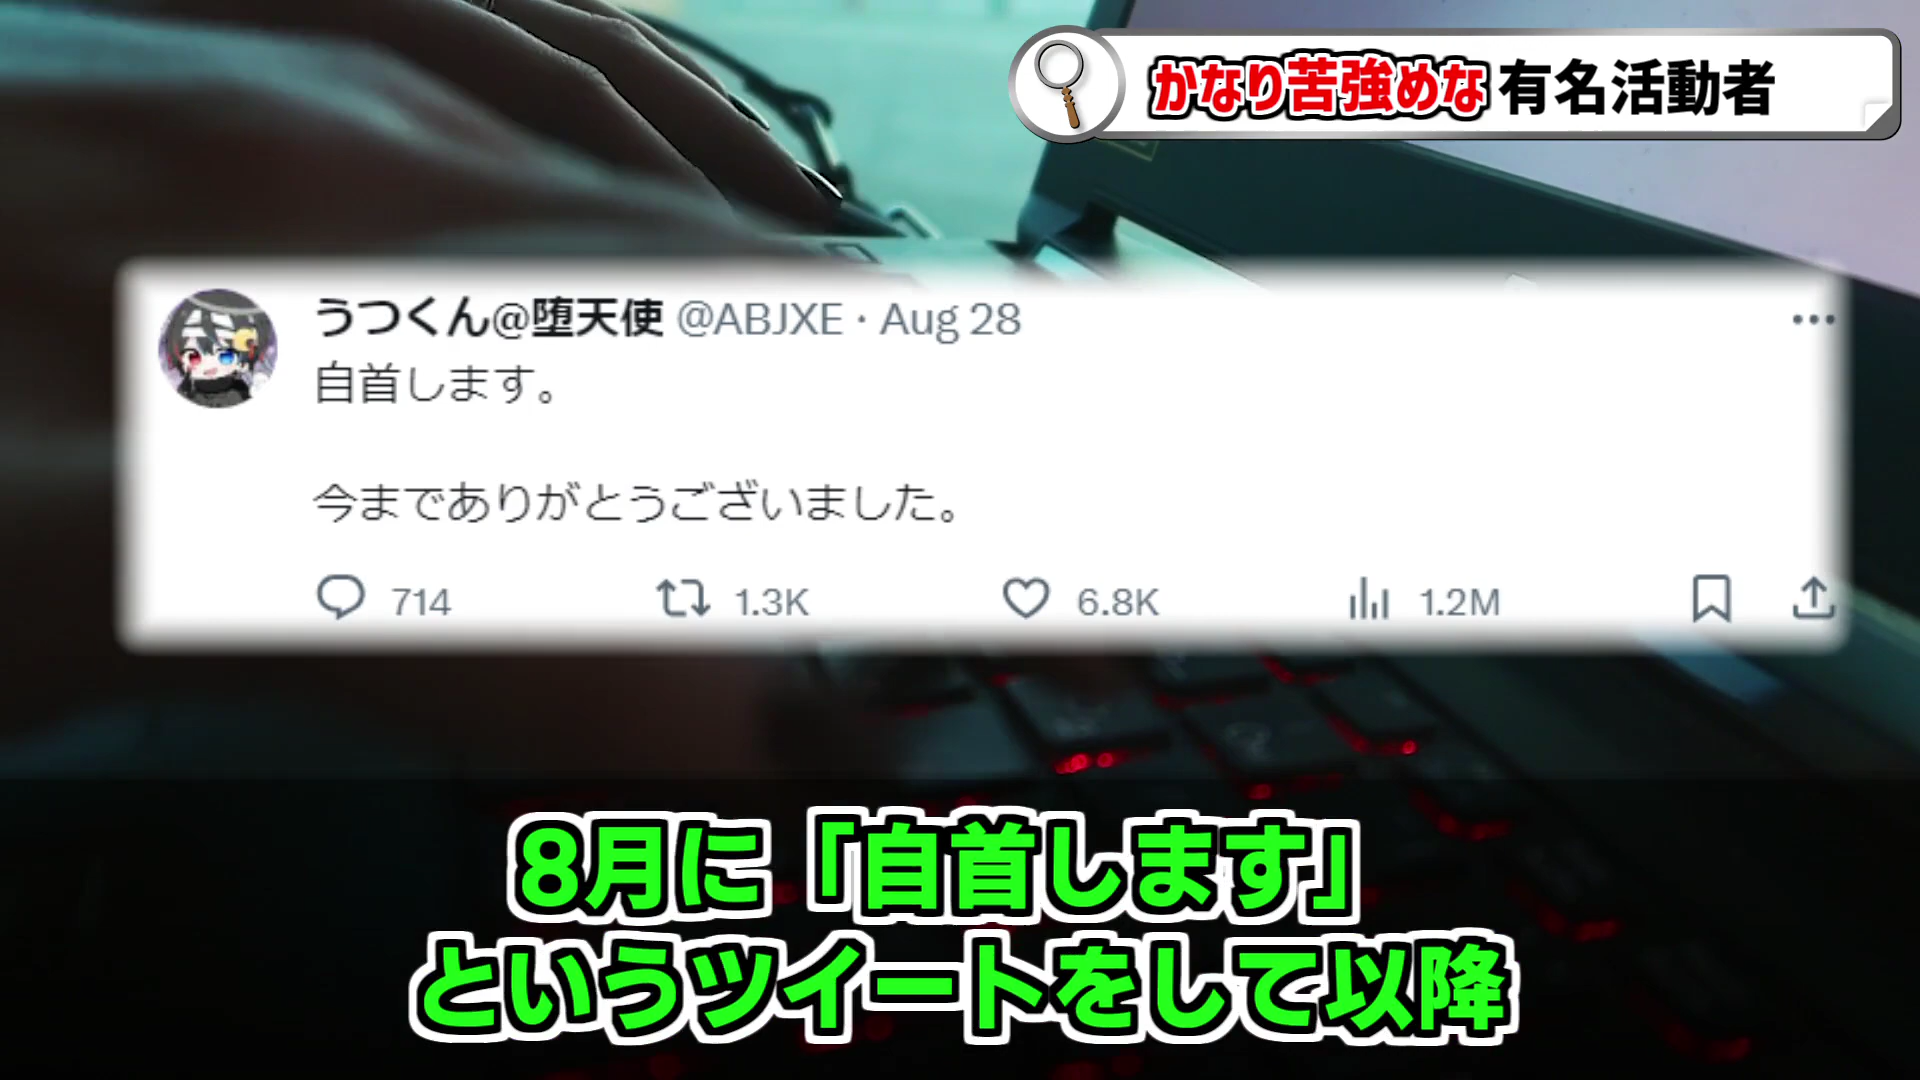 かなり苦強めな有名活動者
うつくん@堕天使 @ABJXE · Aug 28
自首します。
今までありがとうございました。
714 1.3K 6.8K 1.2M
8月に「自首します」
というツイートをして以降